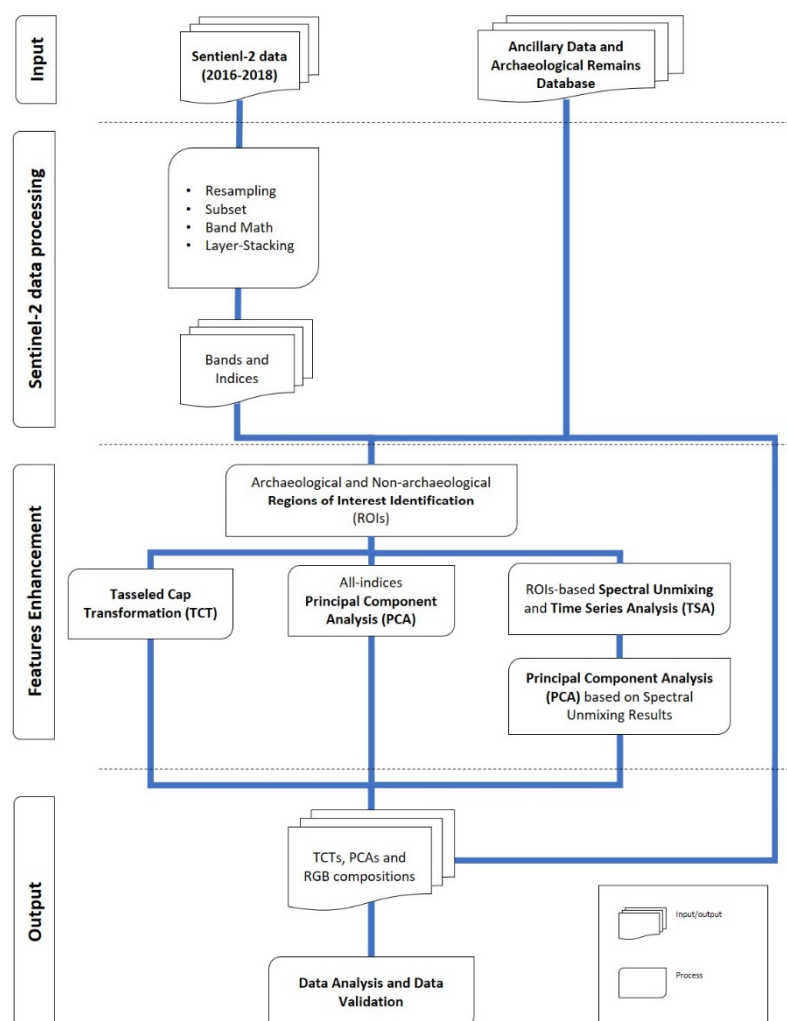 Input
Sentienl-2 data
(2016-2018)
Ancillary Data and
Archaeological Remains
Database
Sentinel-2 data processing
• Resampling
• Subset
• Band Math
• Layer-Stacking
Bands and
Indices
Features Enhancement
Archaeological and Non-archaeological
Regions of Interest Identification
(ROIs)
Tasseled Cap
Transformation (TCT)
All-indices
Principal Component
Analysis (PCA)
ROIs-based Spectral Unmixing
and Time Series Analysis (TSA)
Principal Component Analysis
(PCA) based on Spectral
Unmixing Results
Output
TCTs, PCAs and
RGB compositions
Data Analysis and Data
Validation
Input/output
Process